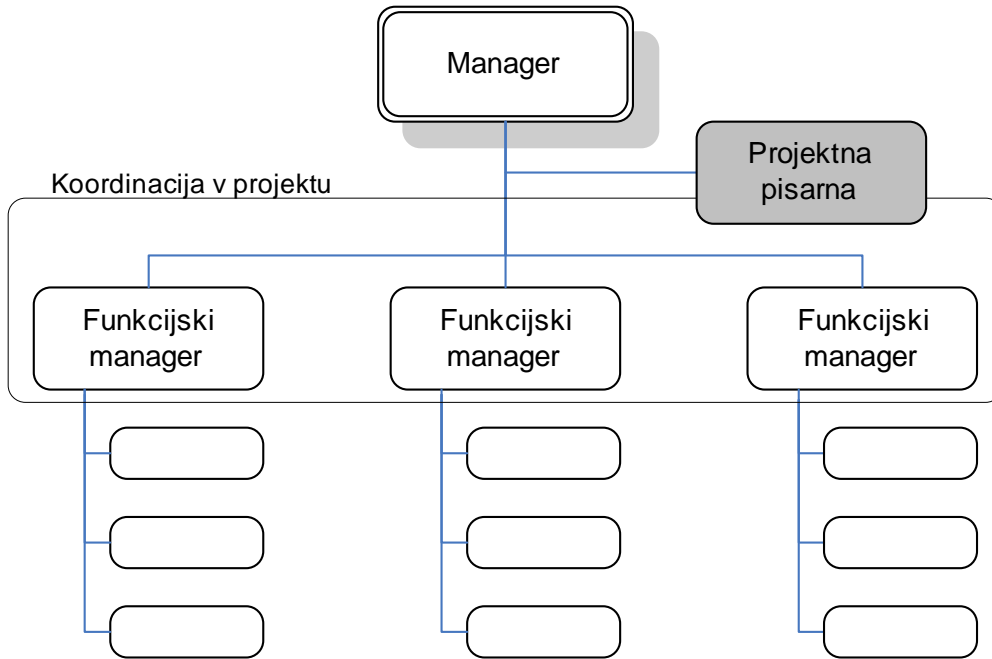 Manager
Projektna
pisarna
Koordinacija v projektu
Funkcijski
manager
Funkcijski
manager
Funkcijski
manager